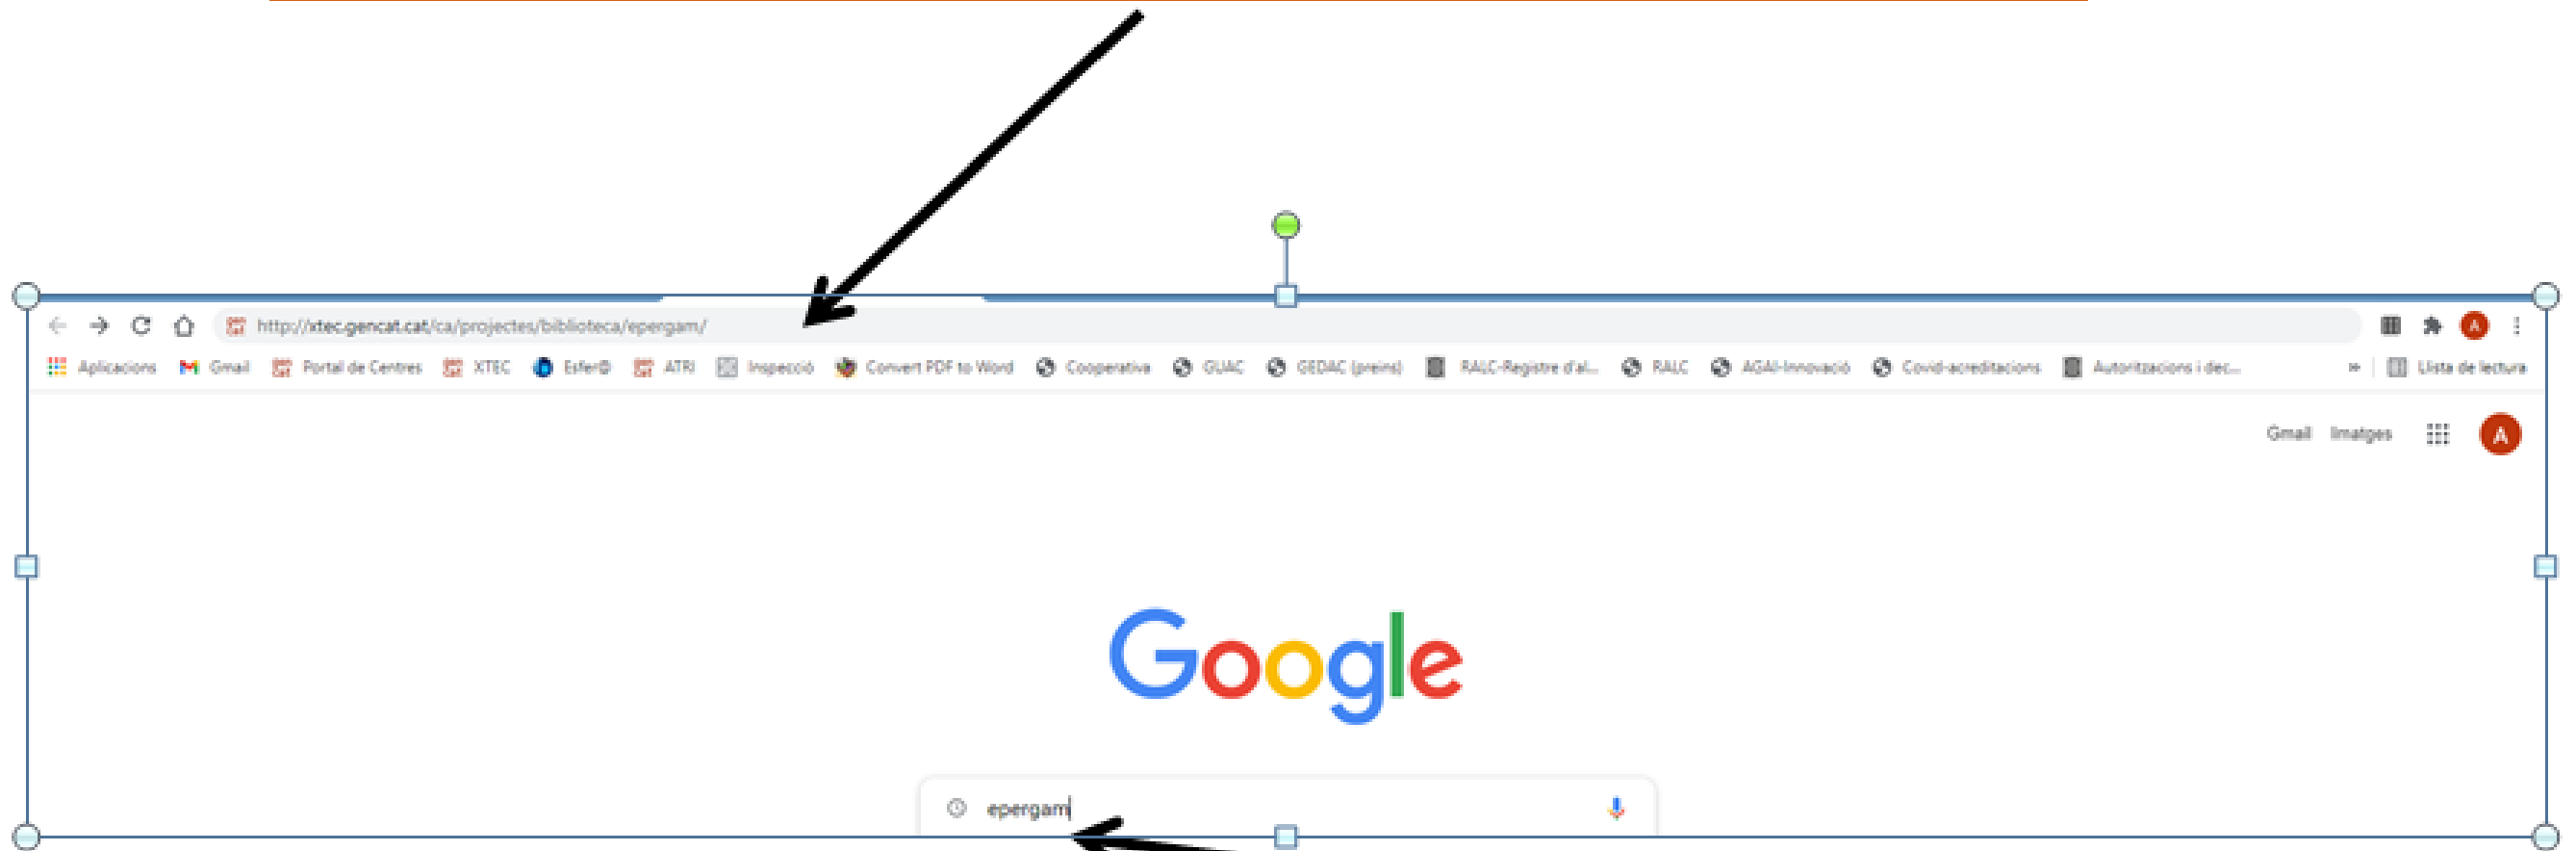 http://xtec.gencat.cat/ca/projectes/biblioteca/epergam/
Aplicacions Gmail Portal de Centres XTEC Esfer@ ATRI Inspecció Convert PDF to Word Cooperativa GUAC GEDAC (preins) RALC-Registre d'al... RALC AGAI-Innovació Covid-acreditacions Autoritzacions i dec... » Llista de lectura
Gmail Imatges A
Google
epergam